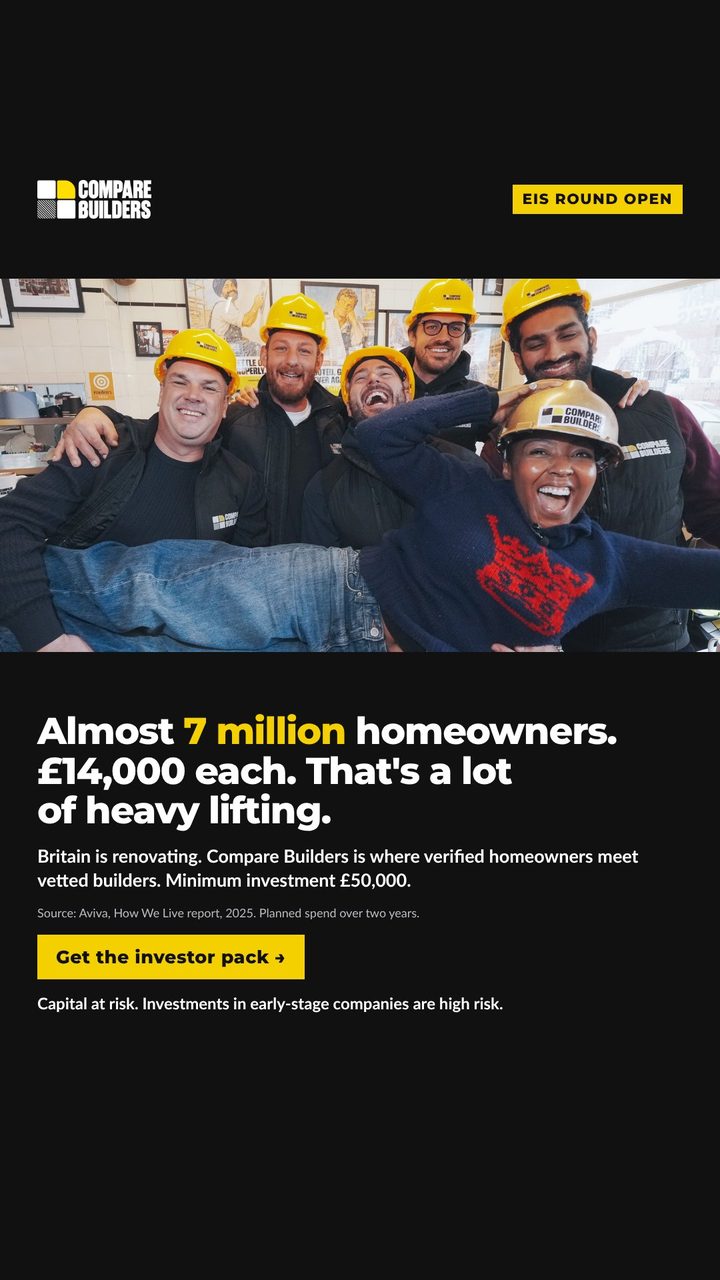 COMPARE
BUILDERS
EIS ROUND OPEN
COMPARE
BUILDERS
COMPARE
BUILDERS
Almost 7 million homeowners.
£14,000 each. That's a lot
of heavy lifting.
Britain is renovating. Compare Builders is where verified homeowners meet
vetted builders. Minimum investment £50,000.
Source: Aviva, How We Live report, 2025. Planned spend over two years.
Get the investor pack →
Capital at risk. Investments in early-stage companies are high risk.